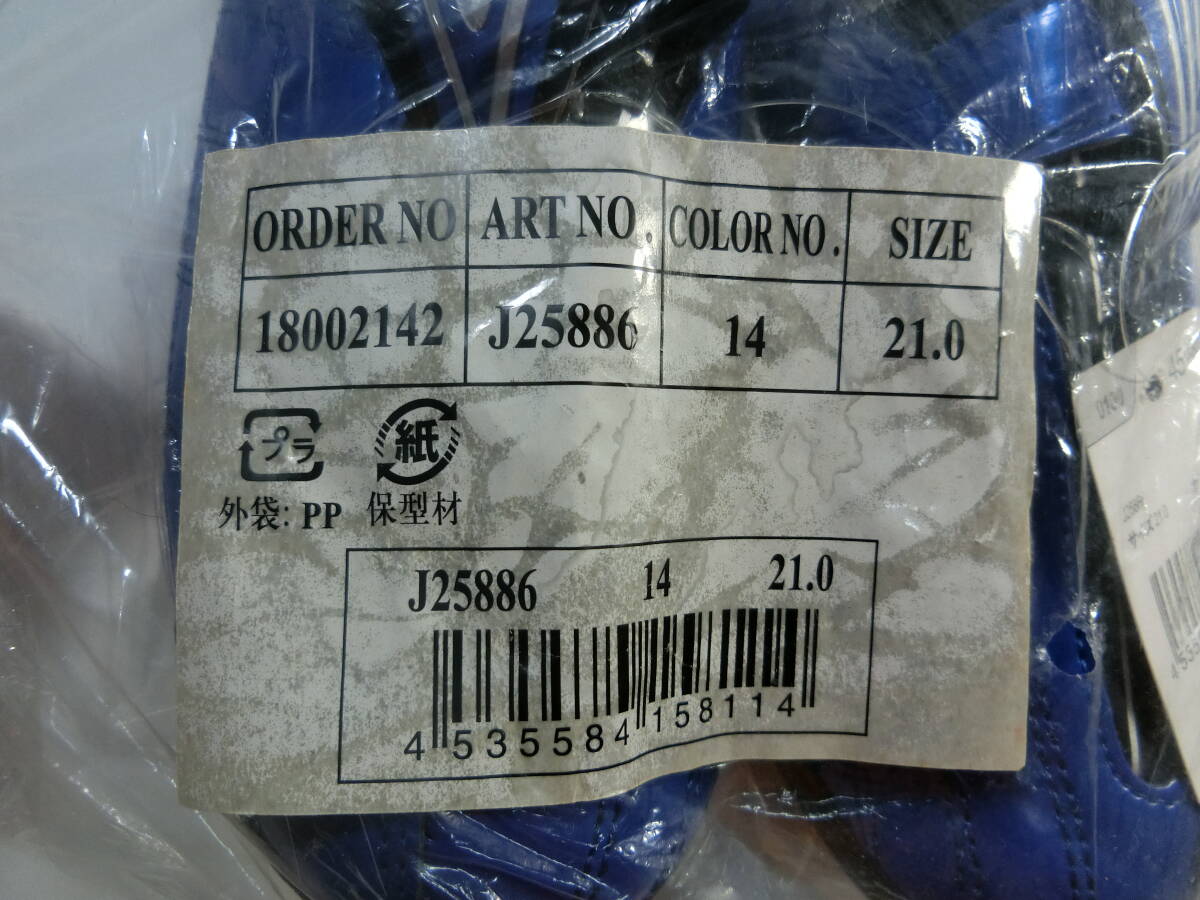 ORDER NO ART NO. COLOR NO. SIZE
18002142 J25886 14 21.0
プラ 紙
外袋: PP 保型材
J25886 14 21.0
4 535584 158114